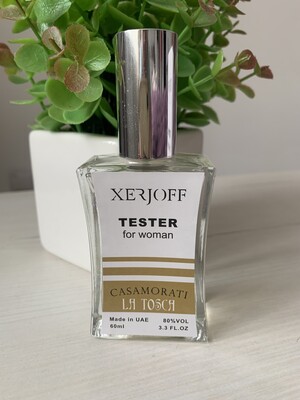 XERJOFF
TESTER
for woman
CASAMORATI
LA TOSCA
Made in UAE 80%VOL
60ml 3.3 FL.OZ